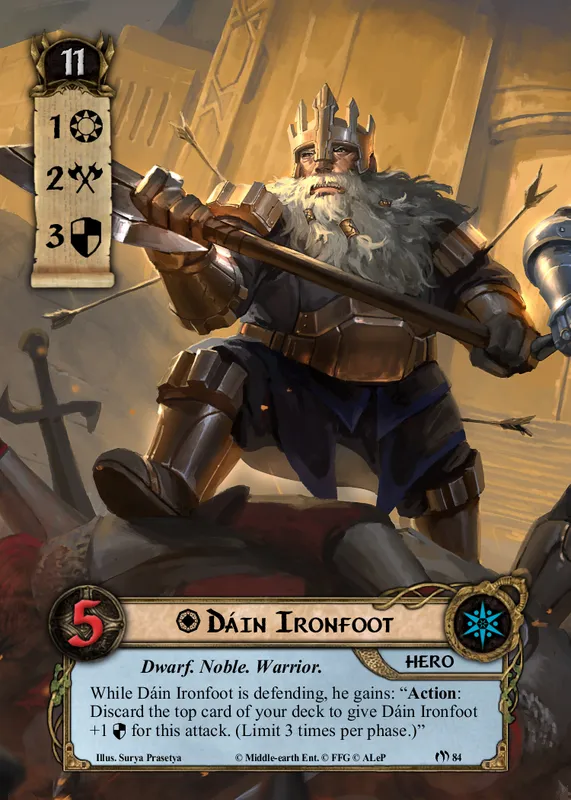 11
1
2
3
5
Dáin Ironfoot
Dwarf. Noble. Warrior.
HERO
While Dáin Ironfoot is defending, he gains: “Action:
Discard the top card of your deck to give Dáin Ironfoot
+1 for this attack. (Limit 3 times per phase.)”
Illus. Surya Prasetya © Middle-earth Ent. © FFG © ALeP 84